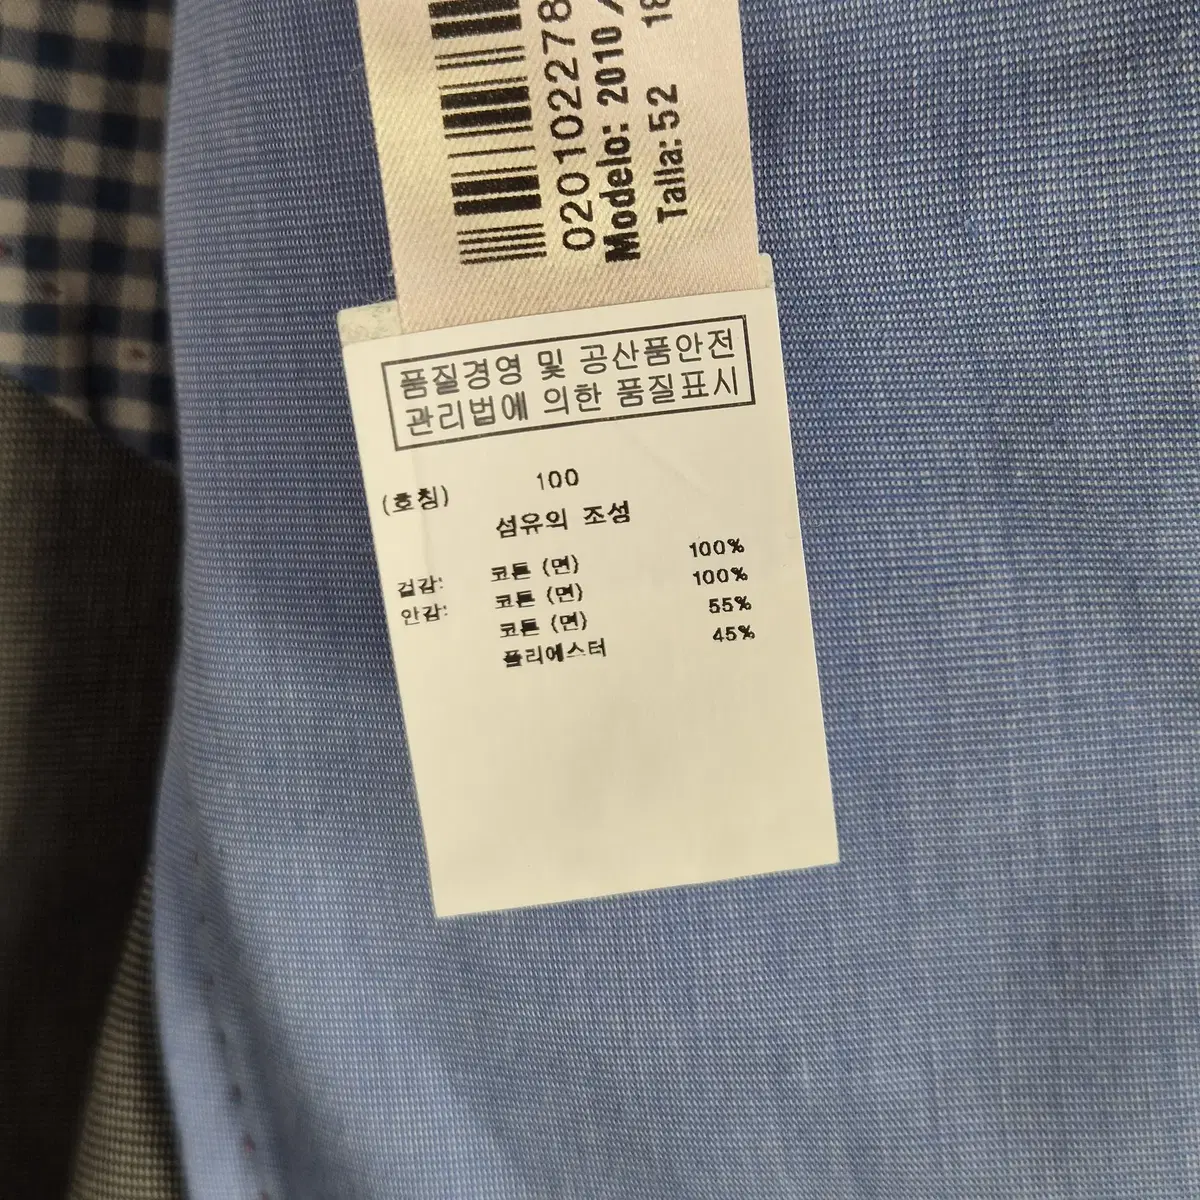 020102278
Modelo: 2010 /
Talla: 52 18
품질경영 및 공산품안전
관리법에 의한 품질표시
(호칭) 100
섬유의 조성
겉감: 코튼 (면) 100%
안감: 코튼 (면) 100%
코튼 (면) 55%
폴리에스터 45%